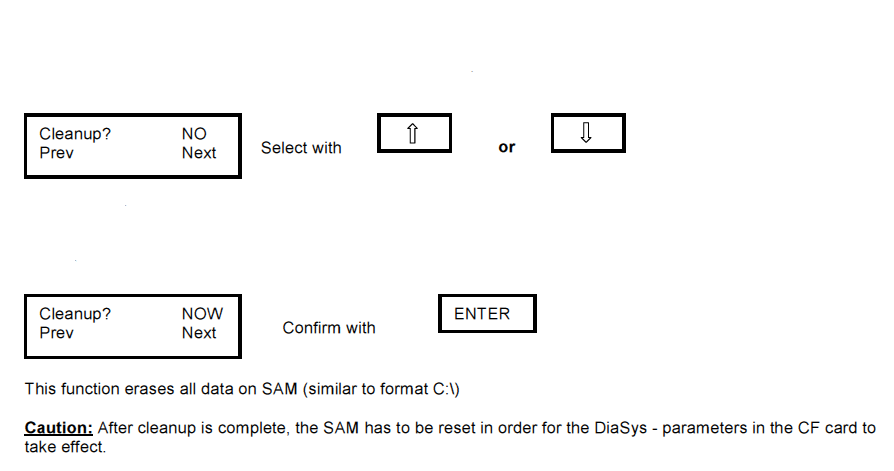 Cleanup? NO
Prev Next
Select with ⇧ or ⇩
Cleanup? NOW
Prev Next
Confirm with ENTER
This function erases all data on SAM (similar to format C:\)
Caution: After cleanup is complete, the SAM has to be reset in order for the DiaSys - parameters in the CF card to
take effect.